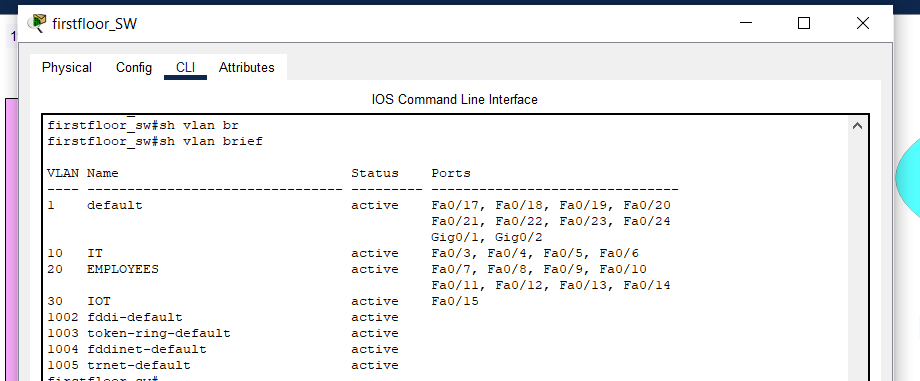 firstfloor_SW
1
Physical Config CLI Attributes
IOS Command Line Interface
firstfloor_sw#sh vlan br
firstfloor_sw#sh vlan brief
VLAN Name Status Ports
---- -------------------------------- --------- -------------------------------
1 default active Fa0/17, Fa0/18, Fa0/19, Fa0/20
Fa0/21, Fa0/22, Fa0/23, Fa0/24
Gig0/1, Gig0/2
10 IT active Fa0/3, Fa0/4, Fa0/5, Fa0/6
20 EMPLOYEES active Fa0/7, Fa0/8, Fa0/9, Fa0/10
Fa0/11, Fa0/12, Fa0/13, Fa0/14
30 IOT active Fa0/15
1002 fddi-default active
1003 token-ring-default active
1004 fddinet-default active
1005 trnet-default active
firstfloor_sw#